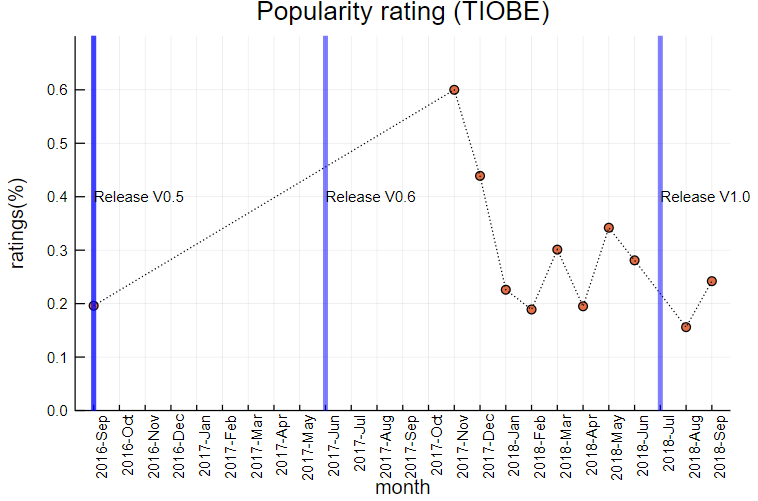 Popularity rating (TIOBE)
ratings(%)
0.6
0.5
0.4
0.3
0.2
0.1
0.0
Release V0.5
Release V0.6
Release V1.0
2016-Sep
2016-Oct
2016-Nov
2016-Dec
2017-Jan
2017-Feb
2017-Mar
2017-Apr
2017-May
2017-Jun
2017-Jul
2017-Aug
2017-Sep
2017-Oct
2017-Nov
2017-Dec
2018-Jan
2018-Feb
2018-Mar
2018-Apr
2018-May
2018-Jun
2018-Jul
2018-Aug
2018-Sep
month